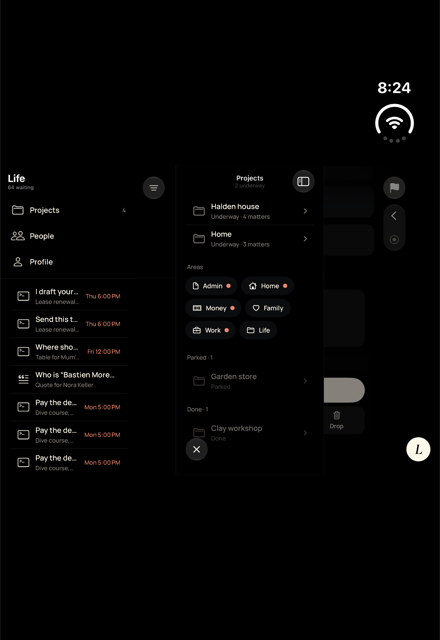 8:24
Life
64 waiting
Projects
4
People
Profile
I draft your…
Lease renewal…
Thu 6:00 PM
Send this t…
Lease renewal…
Thu 6:00 PM
Where sho…
Table for Mum'…
Fri 12:00 PM
Who is “Bastien More…
Quote for Nora Keller
Pay the de…
Dive course,…
Mon 5:00 PM
Pay the de…
Dive course,…
Mon 5:00 PM
Pay the de…
Dive course,…
Mon 5:00 PM
Projects
2 underway
Halden house
Underway · 4 matters
Home
Underway · 3 matters
Areas
Admin
Home
Money
Family
Work
Life
Parked · 1
Garden store
Parked
Done · 1
Clay workshop
Done
Drop
L